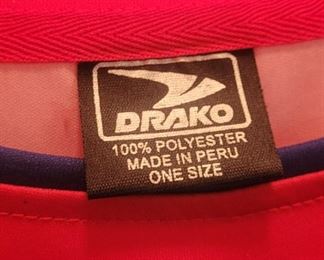 DRAKO
100% POLYESTER
MADE IN PERU
ONE SIZE